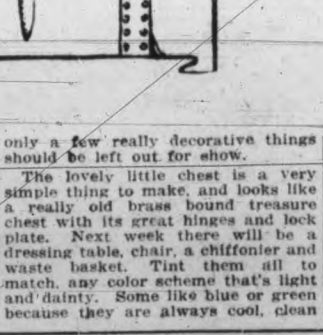 only a few really decorative things
should be left out for show.
The lovely little chest is a very
simple thing to make, and looks like
a really old brass bound treasure
chest with its great hinges and lock
plate. Next week there will be a
dressing table, chair, a chiffonier and
waste basket. Tint them all to
match, any color scheme that's light
and dainty. Some like blue or green
because they are always cool, clean